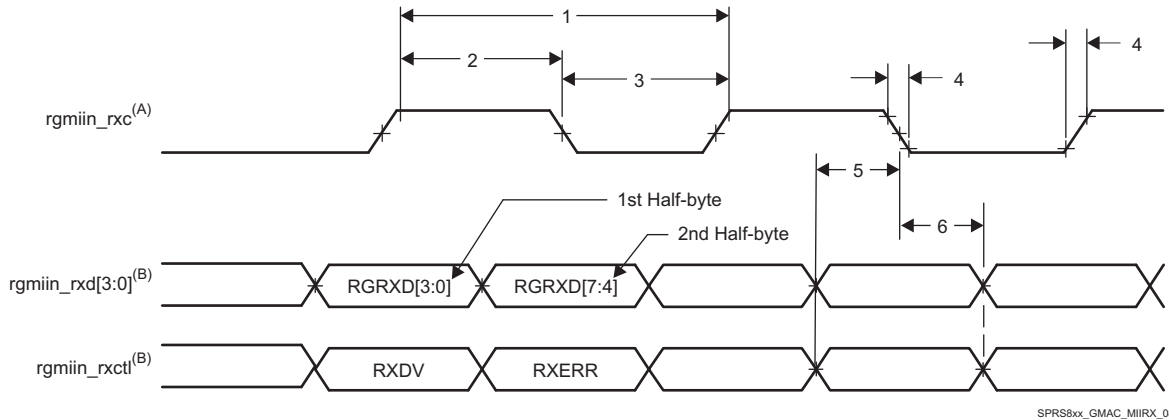 1
2
3
4
4
rgmiin_rxc(A)
5
1st Half-byte
6
2nd Half-byte
rgmiin_rxd[3:0](B)
RGRXD[3:0]
RGRXD[7:4]
rgmiin_rxctl(B)
RXDV
RXERR
SPRS8xx_GMAC_MIIRX_0